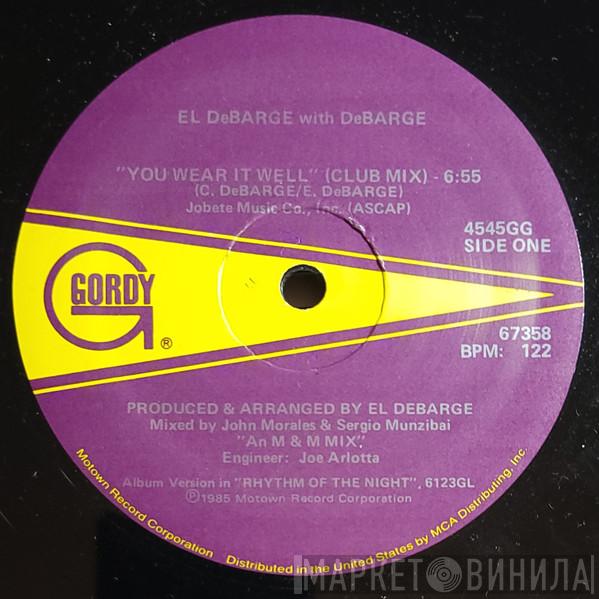 EL DeBARGE with DeBARGE
"YOU WEAR IT WELL" (CLUB MIX) - 6:55
(C. DeBARGE/E. DeBARGE)
Jobete Music Co., Inc. (ASCAP)
4545GG
SIDE ONE
GORDY
G
®
67358
BPM: 122
PRODUCED & ARRANGED BY EL DEBARGE
Mixed by John Morales & Sergio Munzibai
"An M & M MIX",
Engineer: Joe Arlotta
Album Version in "RHYTHM OF THE NIGHT", 6123GL
℗1985 Motown Record Corporation
Motown Record Corporation Distributed in the United States by MCA Distributing, Inc.
МАРКЕТ ВИНИЛА